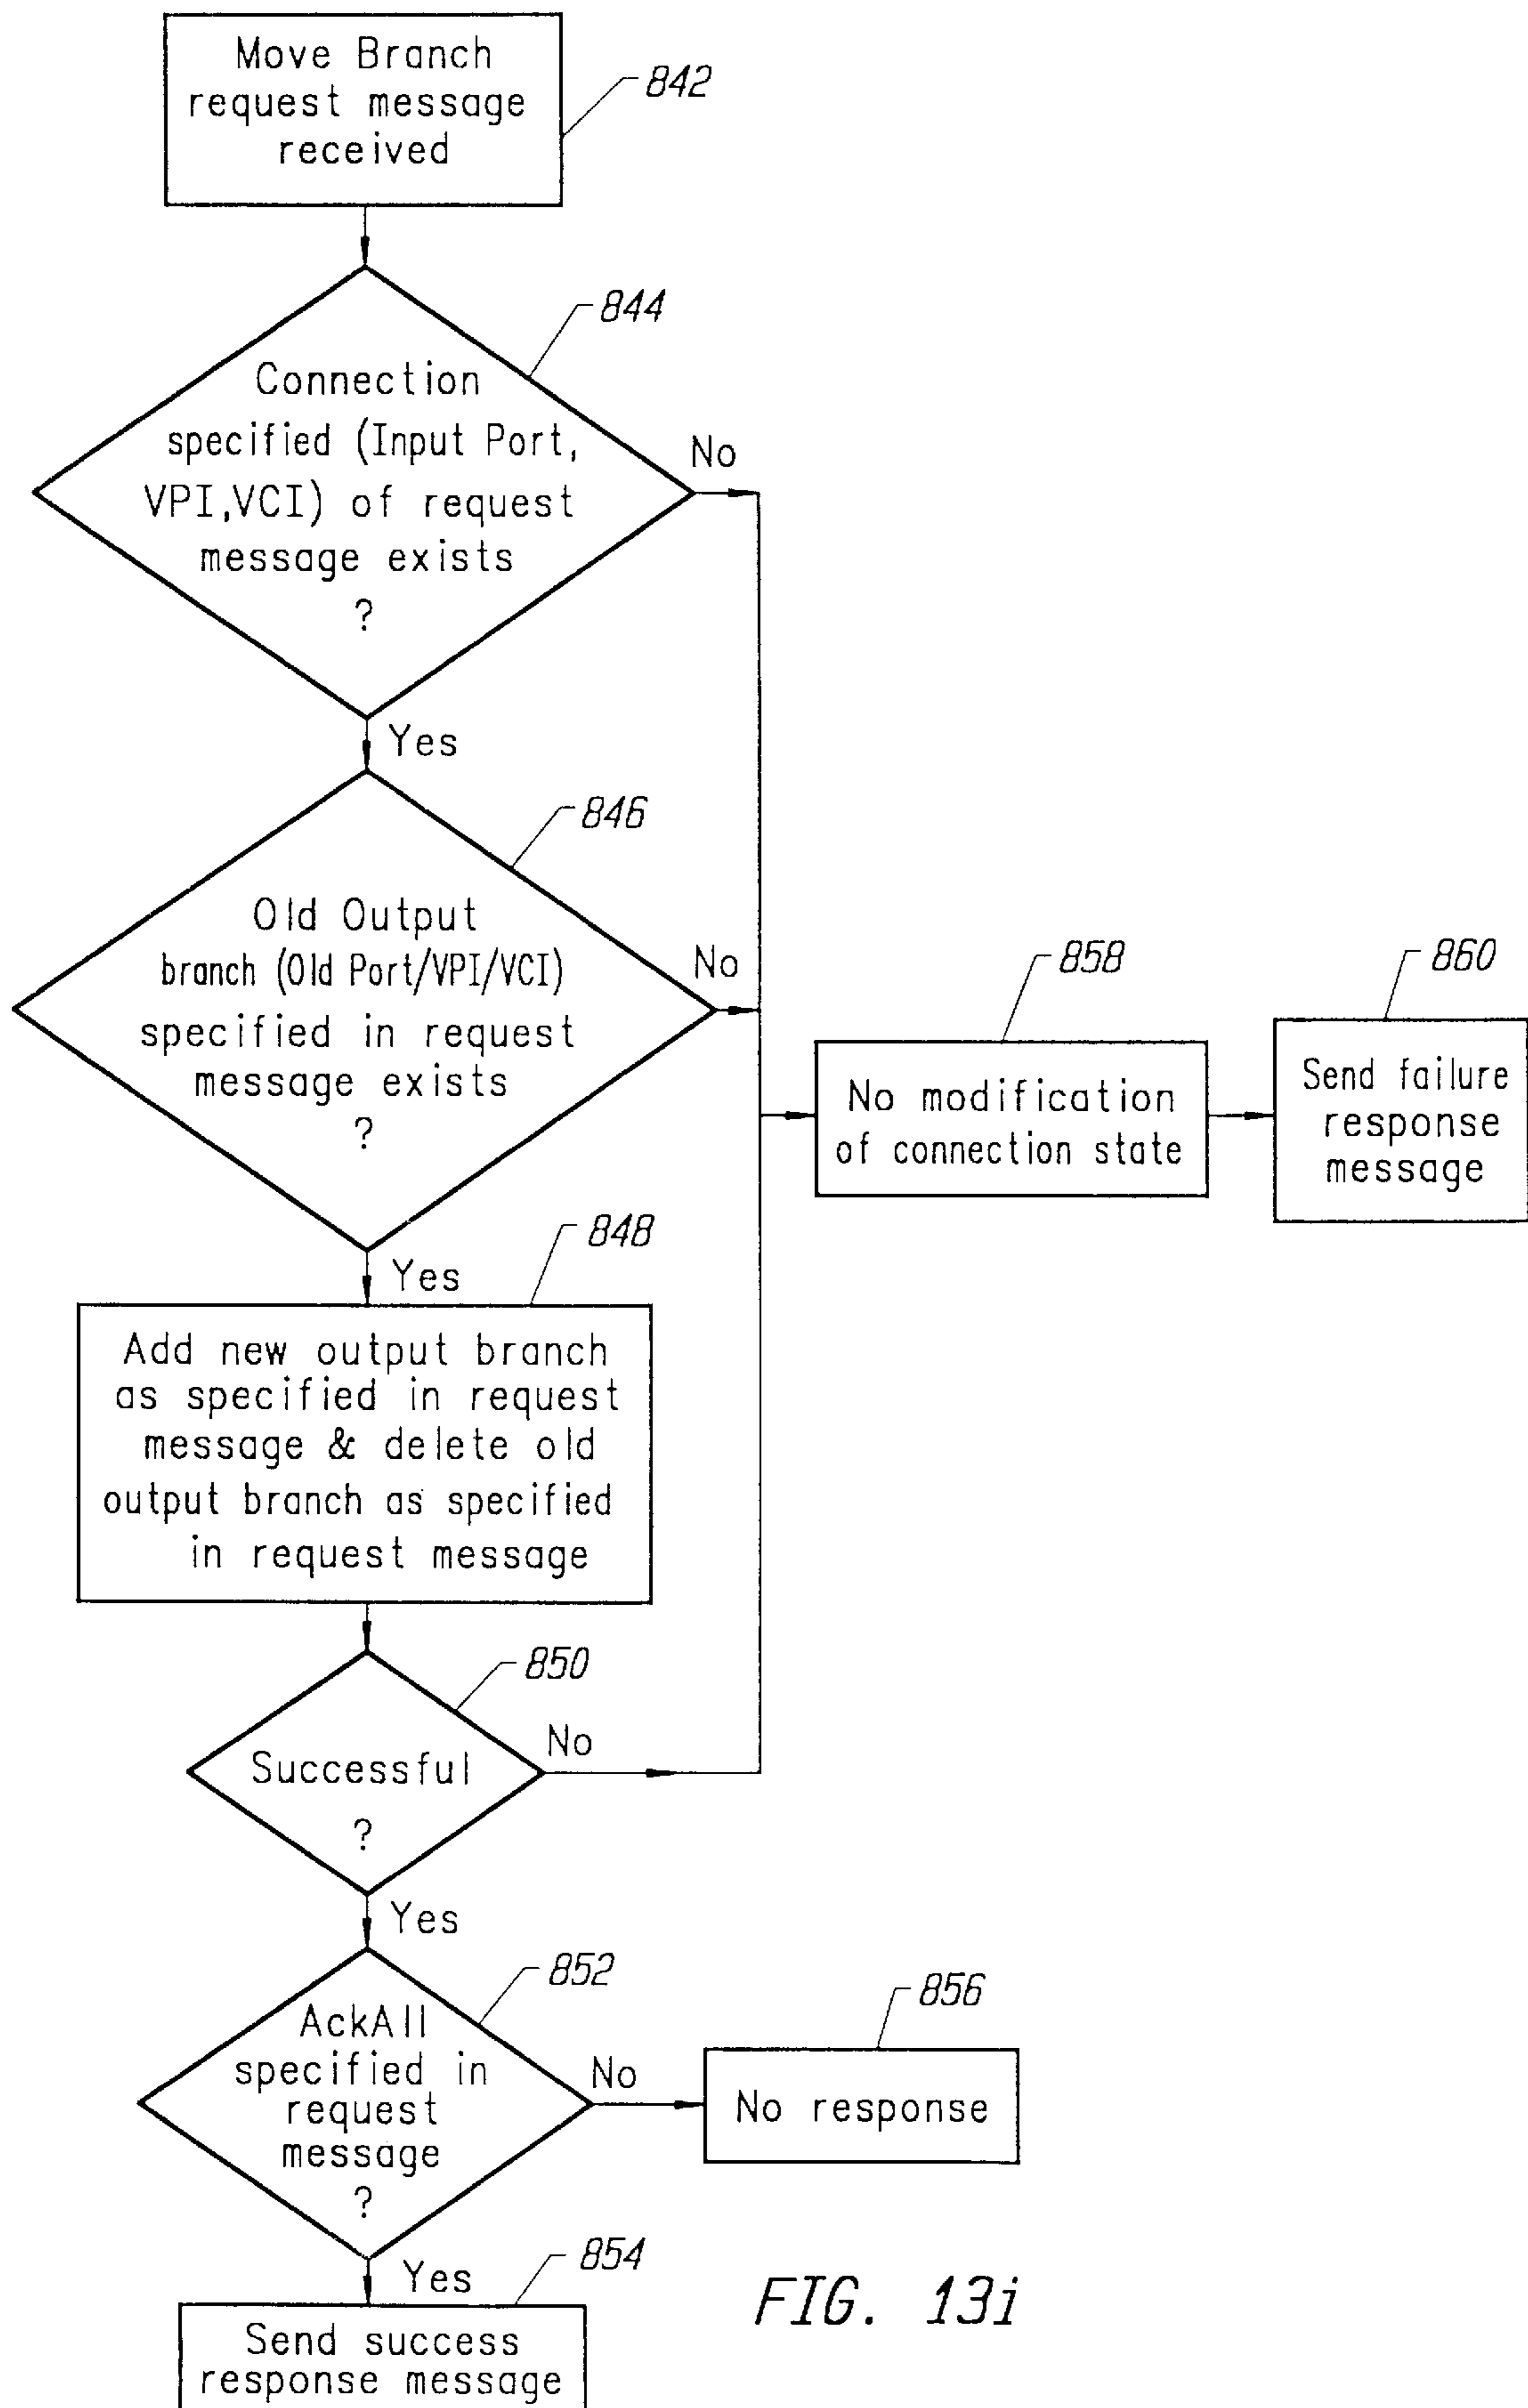 Move Branch
request message
received
842
844
Connection
specified (Input Port,
VPI,VCI) of request
message exists
?
No
Yes
846
Old Output
branch (Old Port/VPI/VCI)
specified in request
message exists
?
No
858
860
No modification
of connection state
Send failure
response
message
Yes
848
Add new output branch
as specified in request
message & delete old
output branch as specified
in request message
850
Successful
?
No
Yes
852
AckAll
specified in
request
message
?
No
856
No response
Yes
854
Send success
response message
FIG. 13i